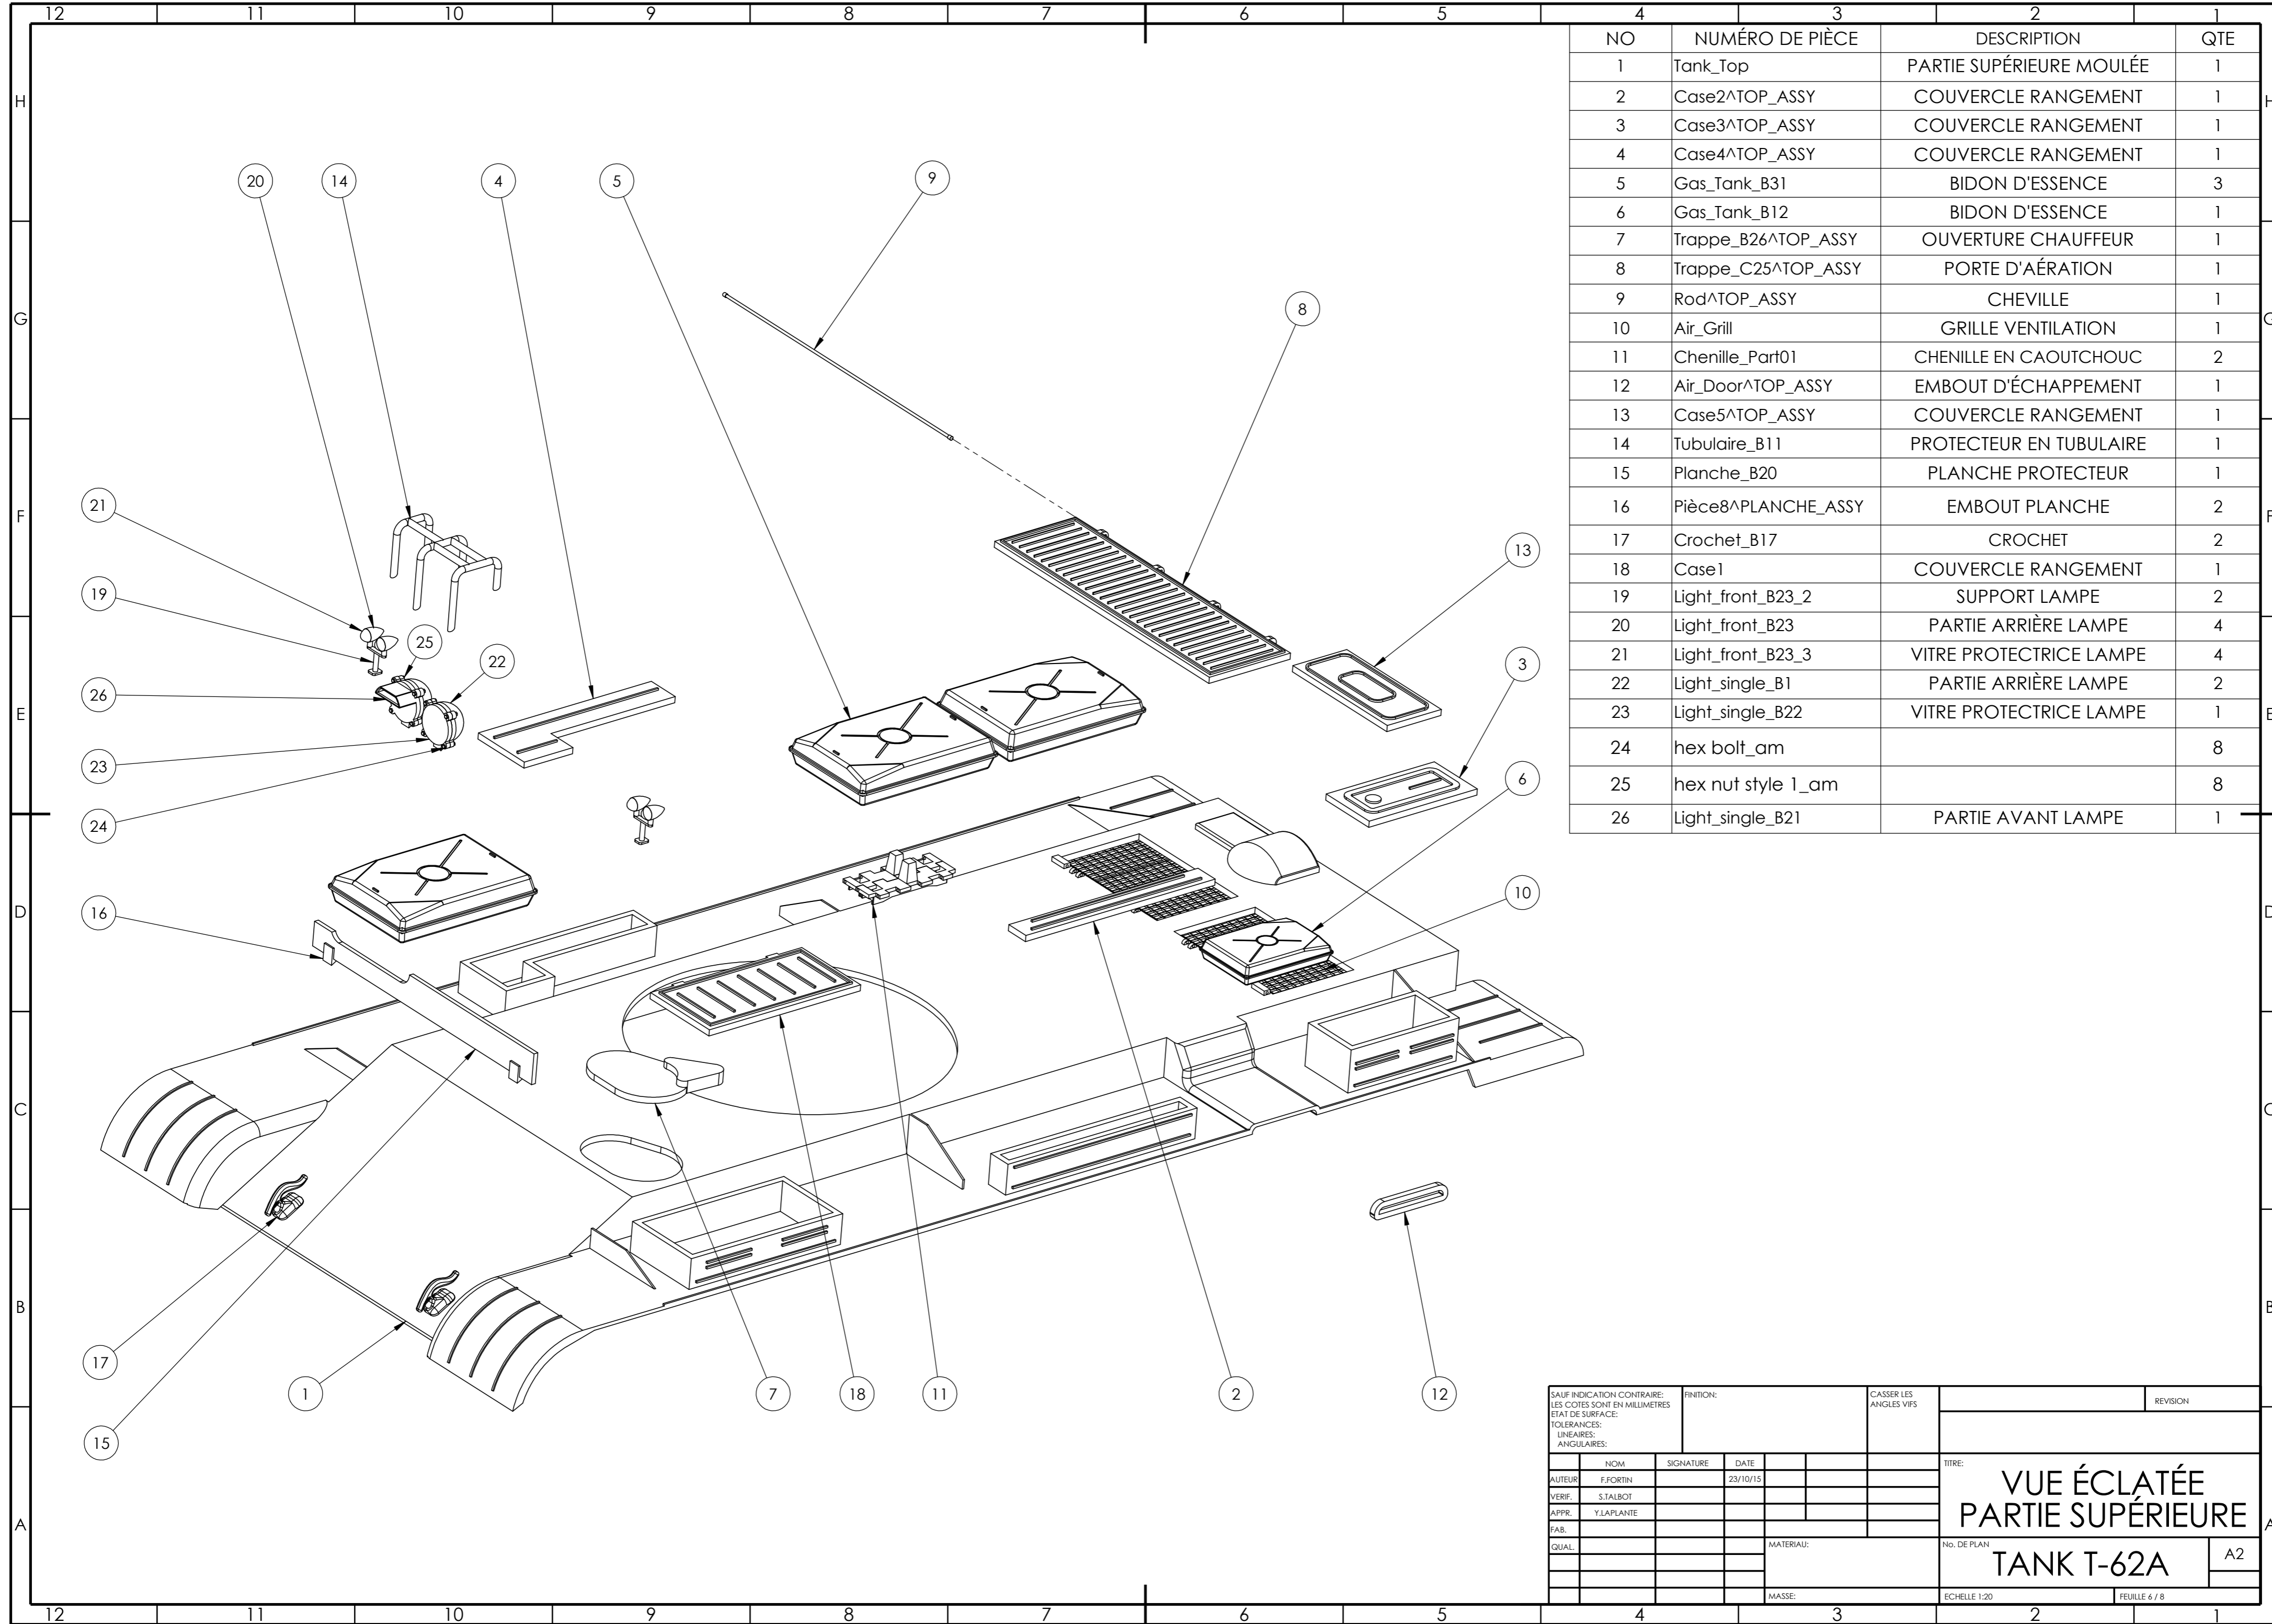 12 11 10 9 8 7 6 5 4 3 2 1
NO NUMÉRO DE PIÈCE DESCRIPTION QTE
1 Tank_Top PARTIE SUPÉRIEURE MOULÉE 1
2 Case2^TOP_ASSY COUVERCLE RANGEMENT 1
3 Case3^TOP_ASSY COUVERCLE RANGEMENT 1
4 Case4^TOP_ASSY COUVERCLE RANGEMENT 1
5 Gas_Tank_B31 BIDON D'ESSENCE 3
6 Gas_Tank_B12 BIDON D'ESSENCE 1
7 Trappe_B26^TOP_ASSY OUVERTURE CHAUFFEUR 1
8 Trappe_C25^TOP_ASSY PORTE D'AÉRATION 1
9 Rod^TOP_ASSY CHEVILLE 1
10 Air_Grill GRILLE VENTILATION 1
11 Chenille_Part01 CHENILLE EN CAOUTCHOUC 2
12 Air_Door^TOP_ASSY EMBOUT D'ÉCHAPPEMENT 1
13 Case5^TOP_ASSY COUVERCLE RANGEMENT 1
14 Tubulaire_B11 PROTECTEUR EN TUBULAIRE 1
15 Planche_B20 PLANCHE PROTECTEUR 1
16 Pièce8^PLANCHE_ASSY EMBOUT PLANCHE 2
17 Crochet_B17 CROCHET 2
18 Case1 COUVERCLE RANGEMENT 1
19 Light_front_B23_2 SUPPORT LAMPE 2
20 Light_front_B23 PARTIE ARRIÈRE LAMPE 4
21 Light_front_B23_3 VITRE PROTECTRICE LAMPE 4
22 Light_single_B1 PARTIE ARRIÈRE LAMPE 2
23 Light_single_B22 VITRE PROTECTRICE LAMPE 1
24 hex bolt_am 8
25 hex nut style 1_am 8
26 Light_single_B21 PARTIE AVANT LAMPE 1
H H
G G
F F
E E
D D
C C
B B
A A
20 14 4 5 9
8
21
13
19
25
22
3
26
23
6
24
10
16
17
1
7
18
11
2
12
15
SAUF INDICATION CONTRAIRE:
LES COTES SONT EN MILLIMETRES
ETAT DE SURFACE:
TOLERANCES:
LINEAIRES:
ANGULAIRES:
FINITION:
CASSER LES
ANGLES VIFS
REVISION
NOM SIGNATURE DATE
AUTEUR F.FORTIN 23/10/15
VERIF. S.TALBOT
APPR. Y.LAPLANTE
FAB.
QUAL.
MATERIAU:
MASSE:
TITRE:
VUE ÉCLATÉE
PARTIE SUPÉRIEURE
No. DE PLAN
TANK T-62A
A2
ECHELLE 1:20
FEUILLE 6 / 8
12 11 10 9 8 7 6 5 4 3 2 1